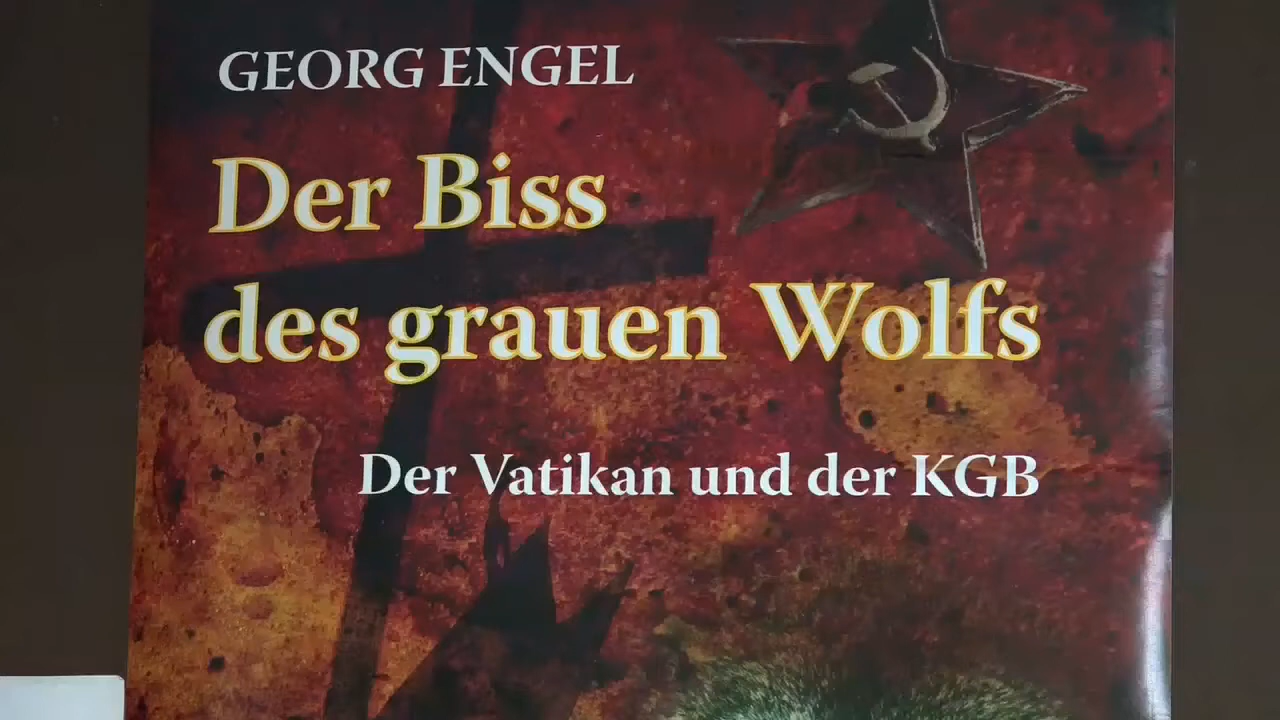 GEORG ENGEL
Der Biss
des grauen Wolfs
Der Vatikan und der KGB